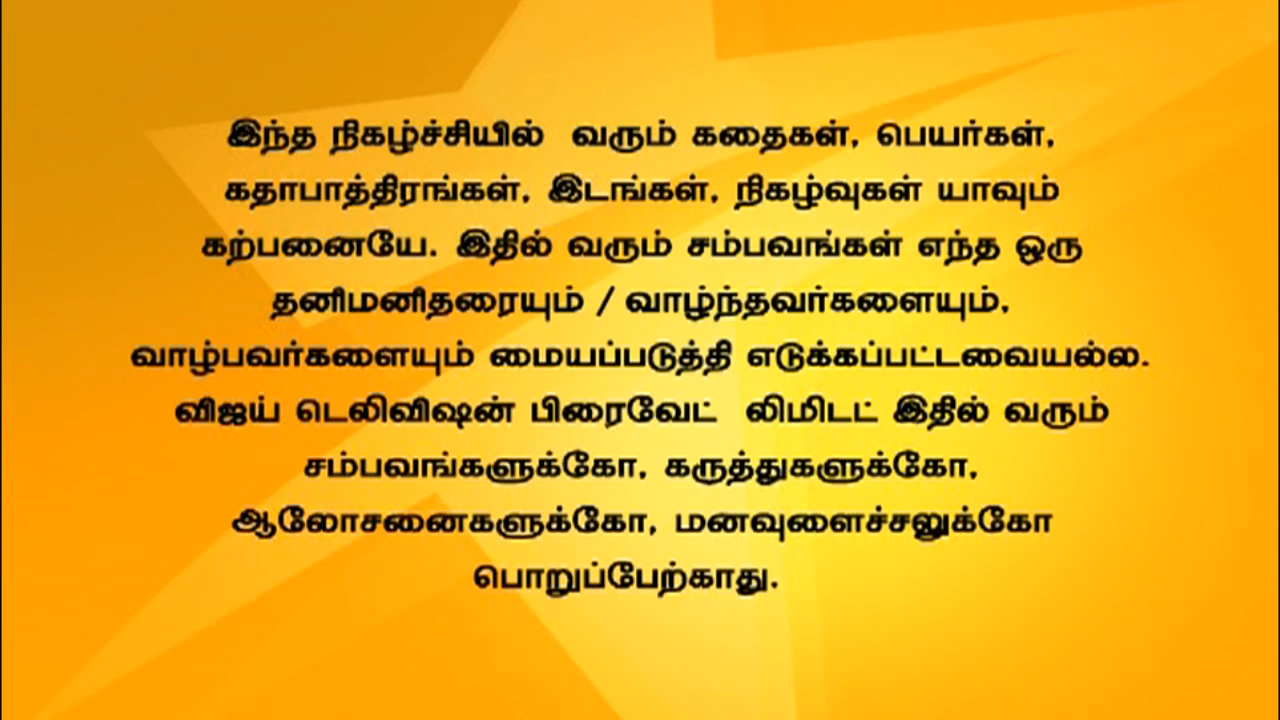 இந்த நிகழ்ச்சியில் வரும் கதைகள், பெயர்கள்,
கதாபாத்திரங்கள், இடங்கள், நிகழ்வுகள் யாவும்
கற்பனையே. இதில் வரும் சம்பவங்கள் எந்த ஒரு
தனிமனிதரையும் / வாழ்ந்தவர்களையும்,
வாழ்பவர்களையும் மையப்படுத்தி எடுக்கப்பட்டவையல்ல.
விஜய் டெலிவிஷன் பிரைவேட் லிமிடட் இதில் வரும்
சம்பவங்களுக்கோ, கருத்துகளுக்கோ,
ஆலோசனைகளுக்கோ, மனவுளைச்சலுக்கோ
பொறுப்பேற்காது.